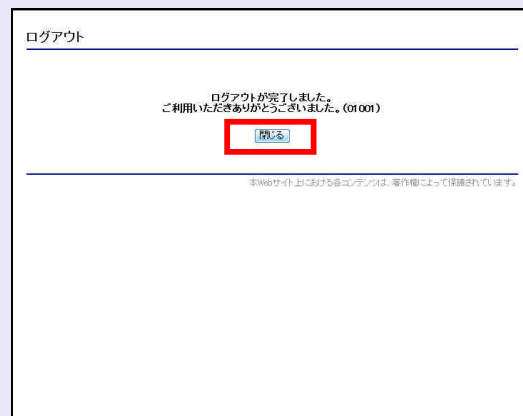 ログアウト
ログアウトが完了しました。
ご利用いただきありがとうございました。(01001)
閉じる
本Webサイト上における各コンテンツは、著作権によって保護されています。